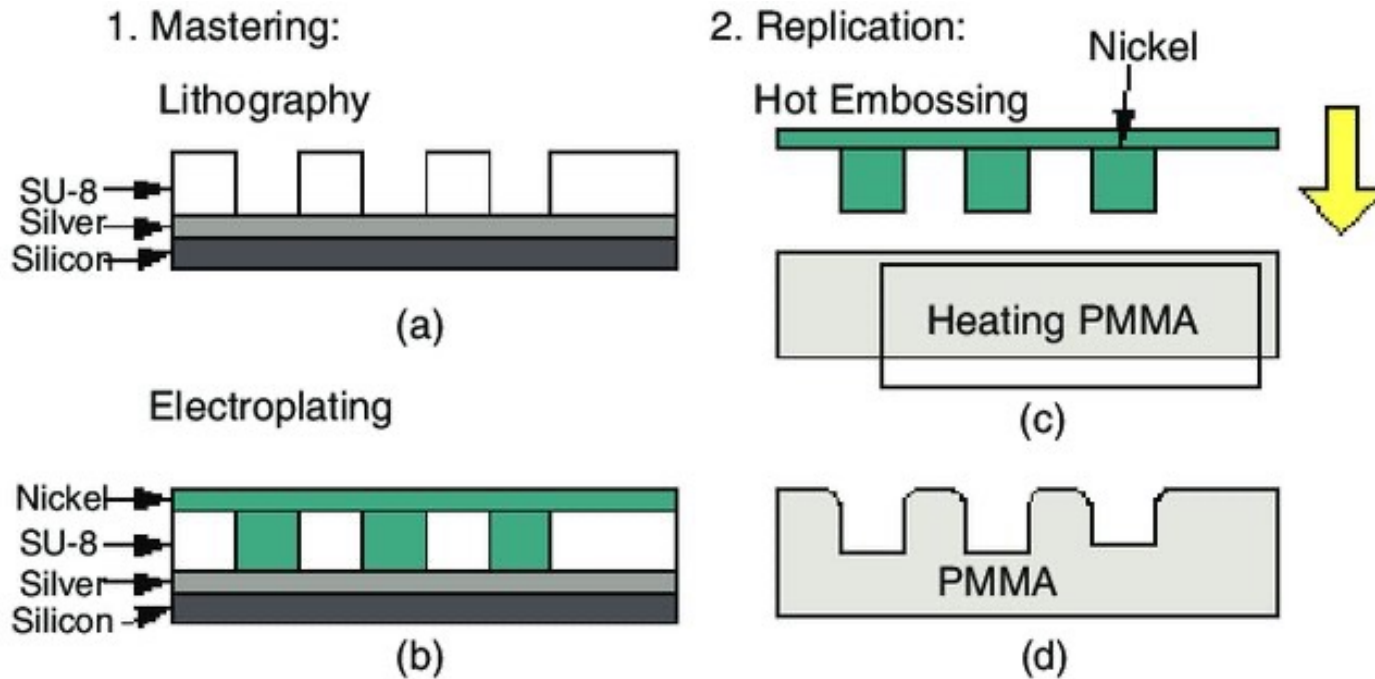 1. Mastering:
Lithography
SU-8
Silver
Silicon
(a)
Electroplating
Nickel
SU-8
Silver
Silicon
(b)
2. Replication:
Nickel
Hot Embossing
Heating PMMA
(c)
PMMA
(d)